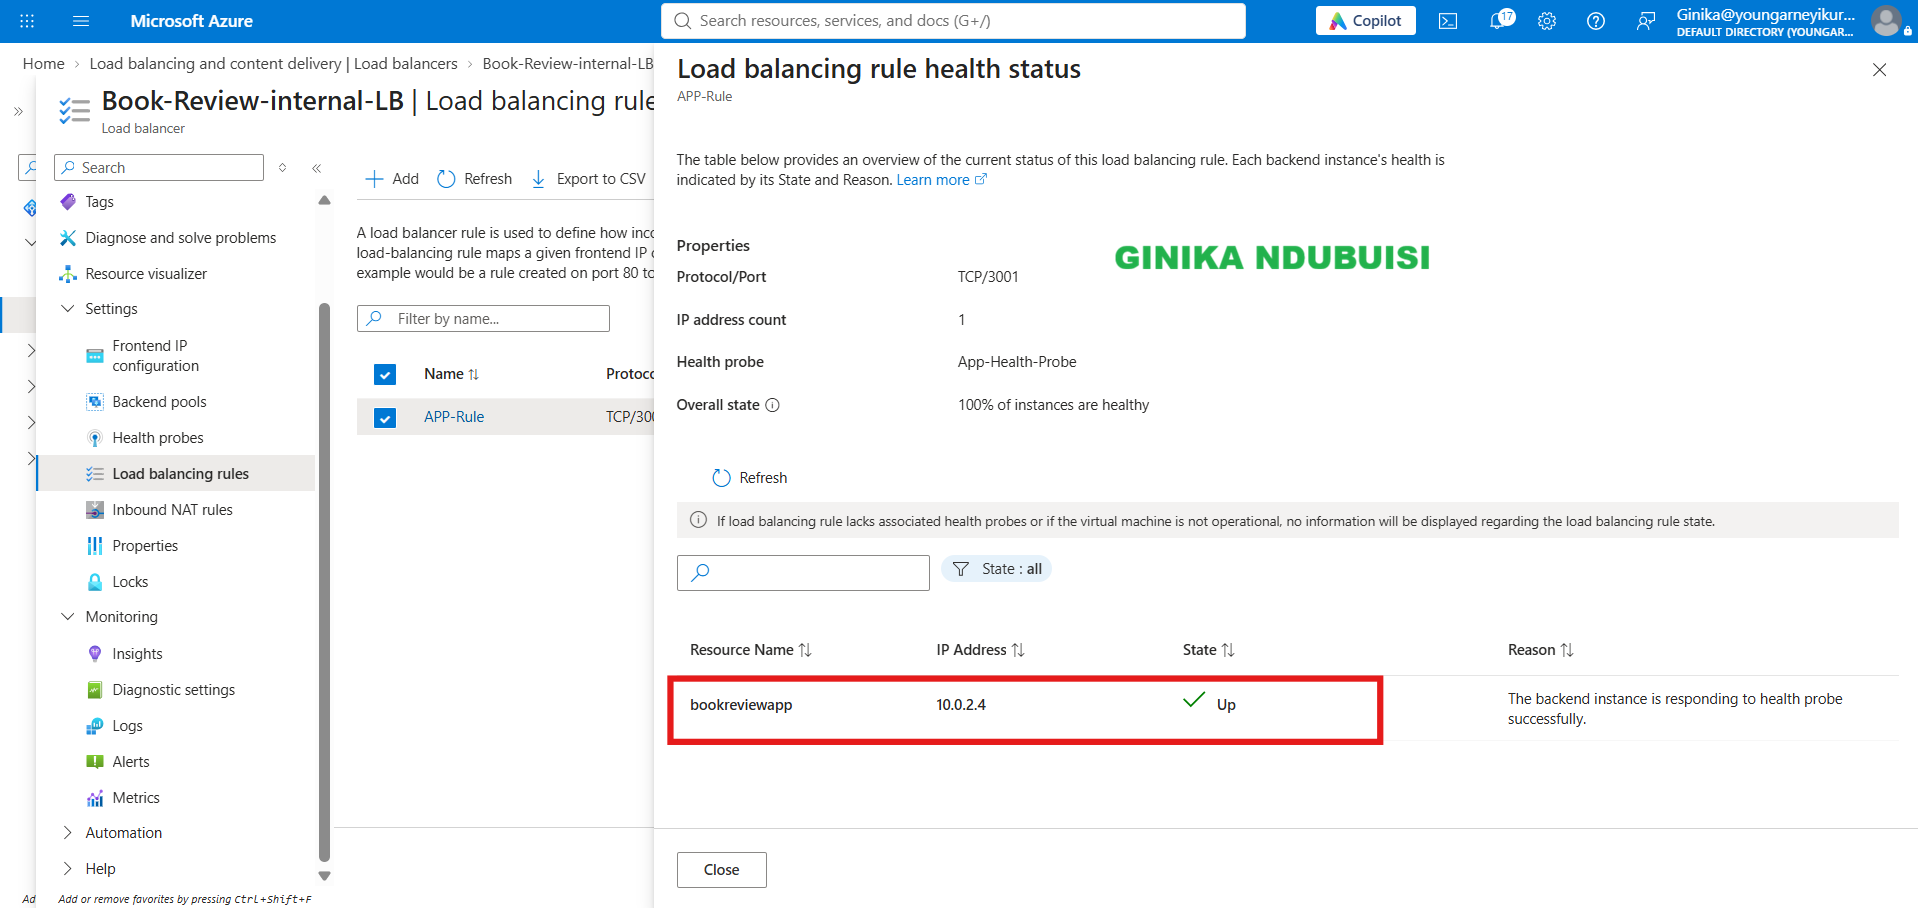 Microsoft Azure
Search resources, services, and docs (G+/)
Copilot
17
Ginika@youngarneyikur...
DEFAULT DIRECTORY (YOUNGAR...
Home > Load balancing and content delivery | Load balancers > Book-Review-internal-LB
Book-Review-internal-LB | Load balancing rule
Load balancer
Search
Tags
Diagnose and solve problems
Resource visualizer
Settings
Frontend IP
configuration
Backend pools
Health probes
Load balancing rules
Inbound NAT rules
Properties
Locks
Monitoring
Insights
Diagnostic settings
Logs
Alerts
Metrics
Automation
Help
Ad
Add or remove favorites by pressing Ctrl+Shift+F
Add
Refresh
Export to CSV
A load balancer rule is used to define how inco
load-balancing rule maps a given frontend IP c
example would be a rule created on port 80 to
Filter by name...
Name
Protoco
APP-Rule
TCP/300
Load balancing rule health status
APP-Rule
The table below provides an overview of the current status of this load balancing rule. Each backend instance's health is
indicated by its State and Reason. Learn more
Properties
GINIKA NDUBUISI
Protocol/Port
TCP/3001
IP address count
1
Health probe
App-Health-Probe
Overall state
100% of instances are healthy
Refresh
If load balancing rule lacks associated health probes or if the virtual machine is not operational, no information will be displayed regarding the load balancing rule state.
State : all
Resource Name
IP Address
State
Reason
bookreviewapp
10.0.2.4
Up
The backend instance is responding to health probe
successfully.
Close